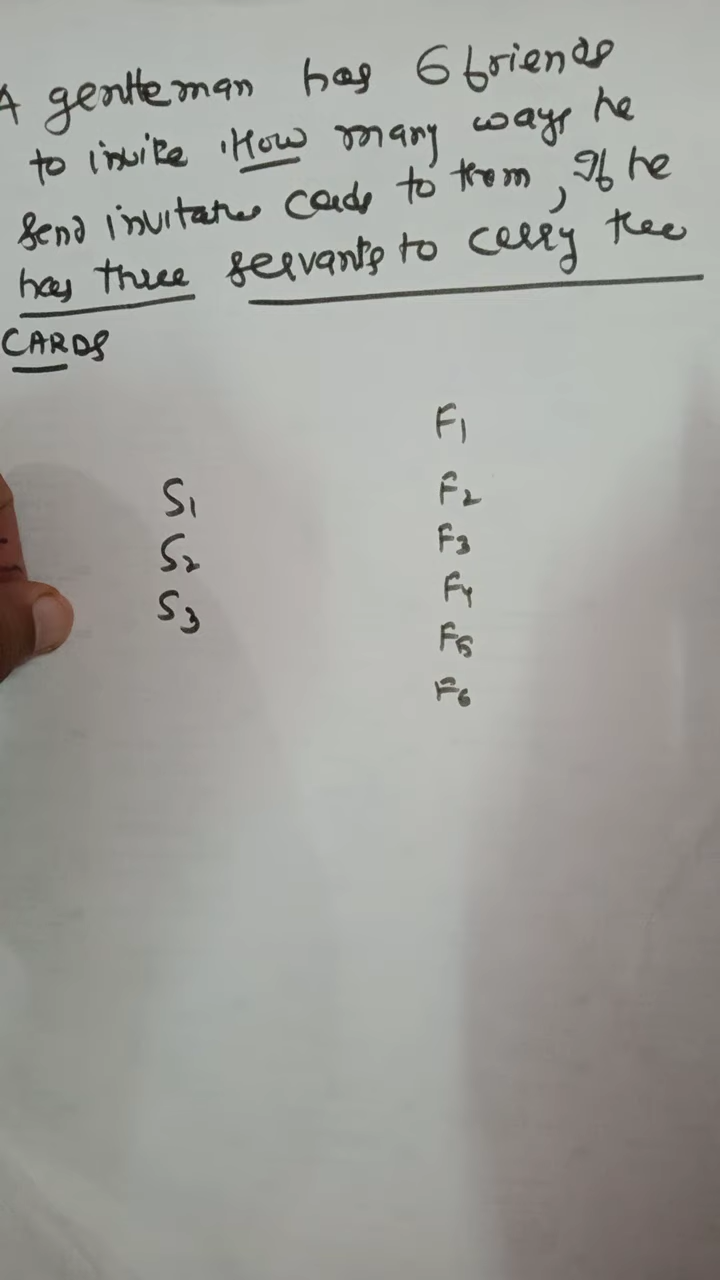 A gentleman has 6 friends
to invite. How many ways he
send invitation cards to them, If he
has three servants to carry the
CARDS
F1
S1 F2
S2 F3
S3 F4
F5
F6